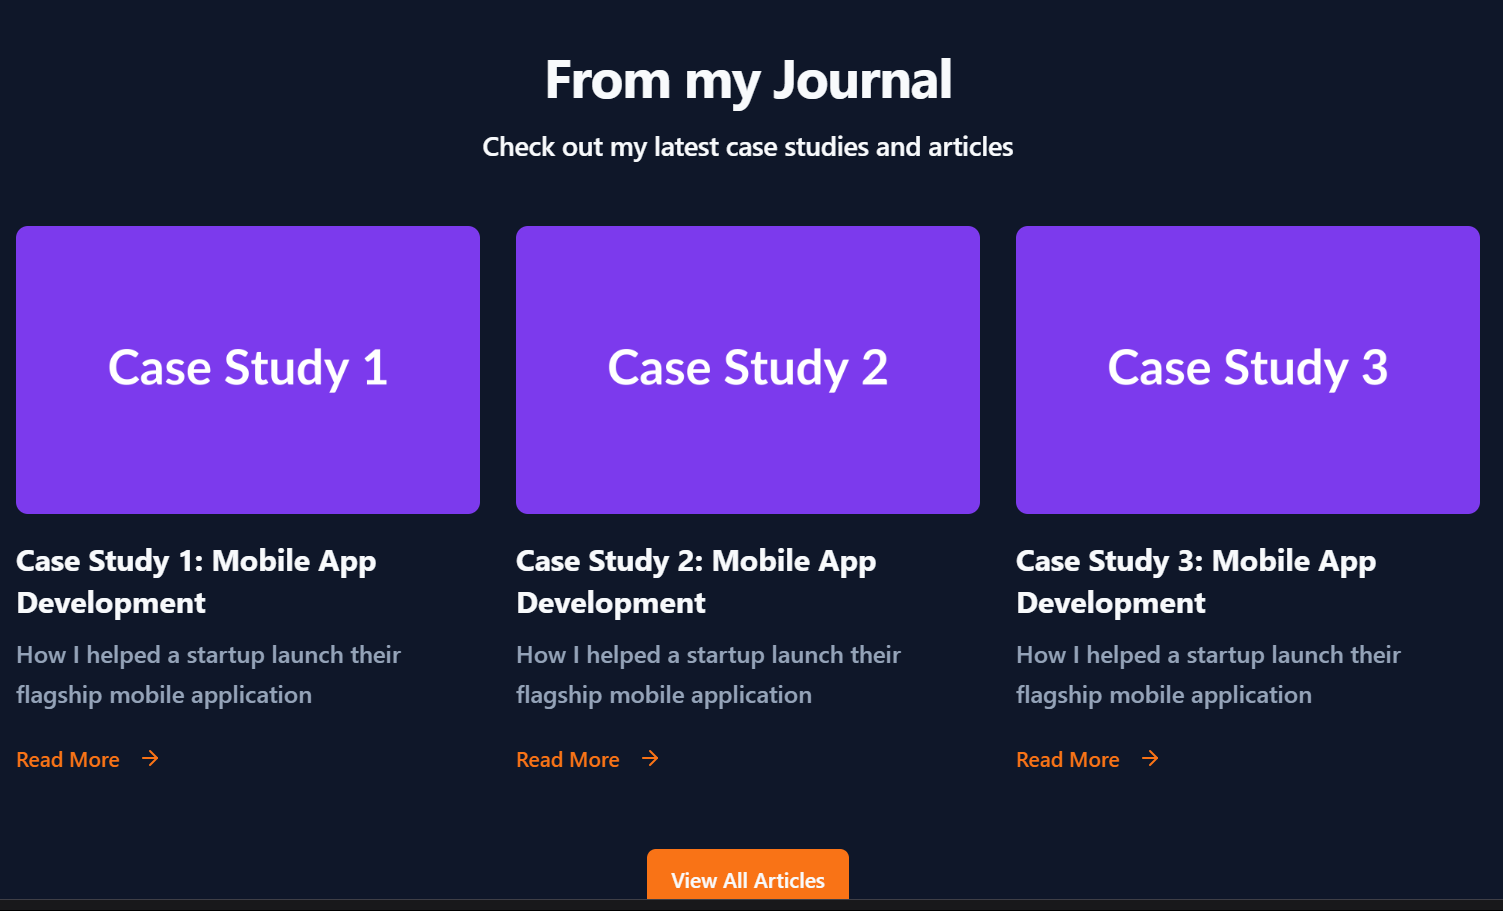 From my Journal
Check out my latest case studies and articles
Case Study 1
Case Study 2
Case Study 3
Case Study 1: Mobile App
Development
How I helped a startup launch their
flagship mobile application
Read More
Case Study 2: Mobile App
Development
How I helped a startup launch their
flagship mobile application
Read More
Case Study 3: Mobile App
Development
How I helped a startup launch their
flagship mobile application
Read More
View All Articles